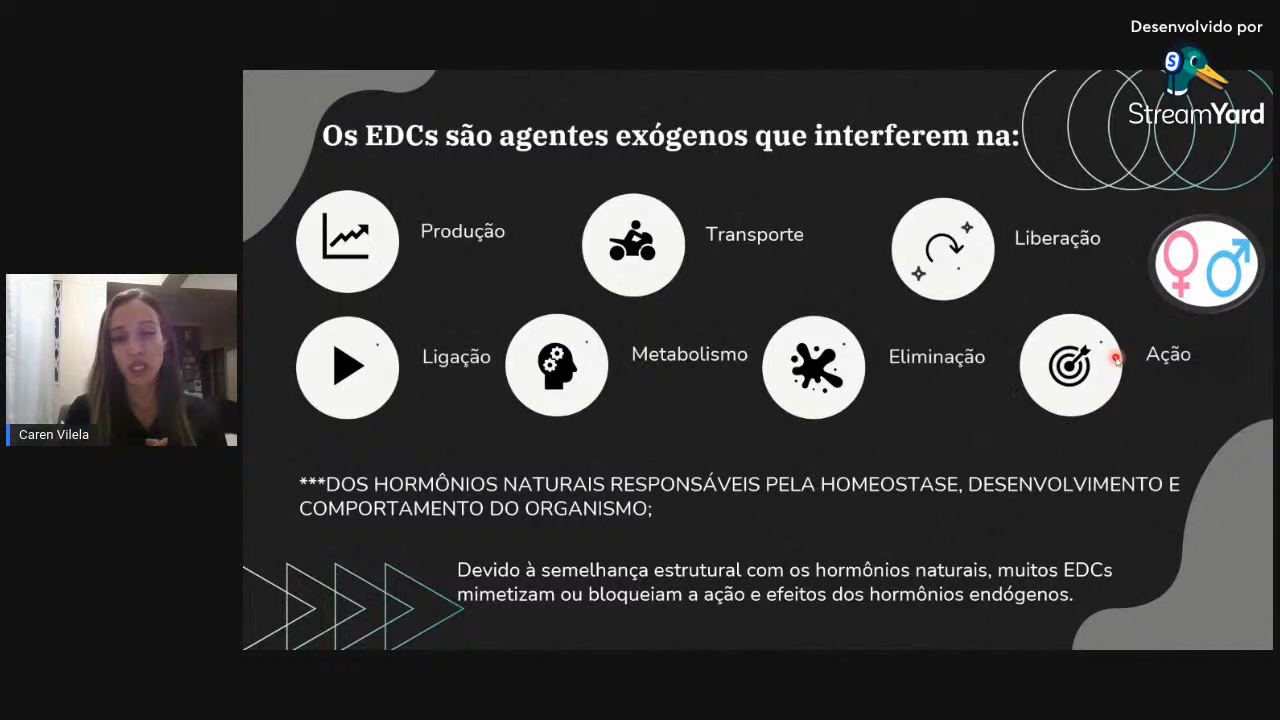 Desenvolvido por
StreamYard
Os EDCs são agentes exógenos que interferem na:
Produção
Transporte
Liberação
Ligação
Metabolismo
Eliminação
Ação
Caren Vilela
***DOS HORMÔNIOS NATURAIS RESPONSÁVEIS PELA HOMEOSTASE, DESENVOLVIMENTO E
COMPORTAMENTO DO ORGANISMO;
Devido à semelhança estrutural com os hormônios naturais, muitos EDCs
mimetizam ou bloqueiam a ação e efeitos dos hormônios endógenos.